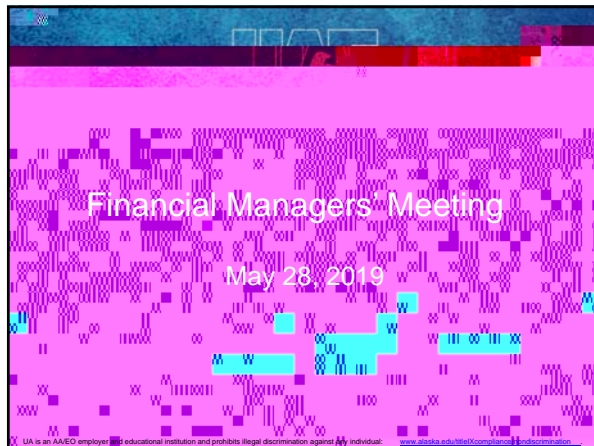 UAF
Financial Managers' Meeting
May 28, 2019
UA is an AA/EO employer and educational institution and prohibits illegal discrimination against any individual: www.alaska.edu/titleIXcompliance/nondiscrimination